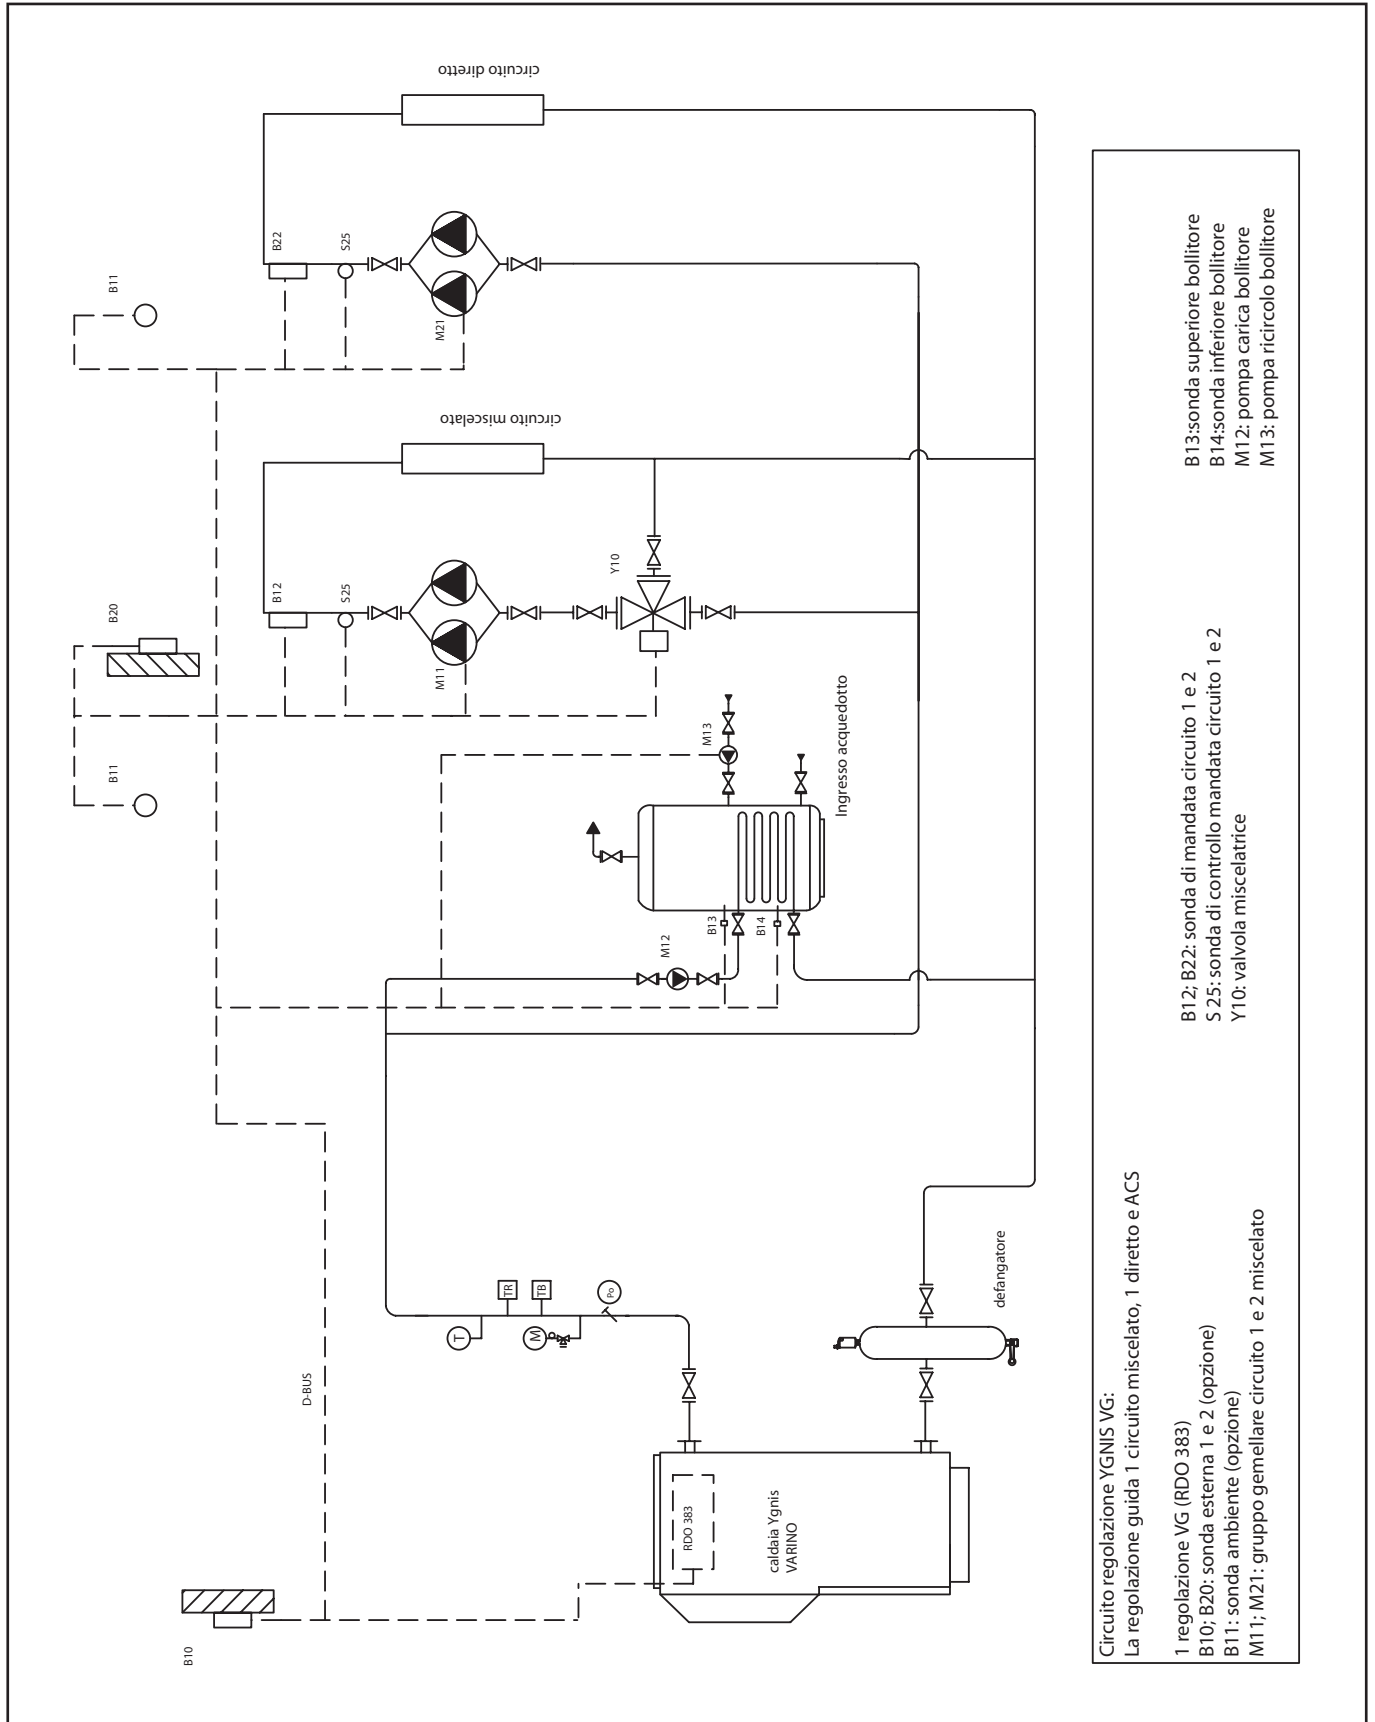 B10
D-BUS
RDO 383
caldaia Ygnis
VARINO
T
TR
TB
M
Po
defangatore
B11
B20
B11
B12
S25
M11
Y10
circuito miscelato
B22
S25
M21
circuito diretto
M12
B13
B14
M13
Ingresso acquedotto
Circuito regolazione YGNIS VG:
La regolazione guida 1 circuito miscelato, 1 diretto e ACS
1 regolazione VG (RDO 383)
B10; B20: sonda esterna 1 e 2 (opzione)
B11: sonda ambiente (opzione)
M11; M21: gruppo gemellare circuito 1 e 2 miscelato
B12; B22: sonda di mandata circuito 1 e 2
S 25: sonda di controllo mandata circuito 1 e 2
Y10: valvola miscelatrice
B13:sonda superiore bollitore
B14:sonda inferiore bollitore
M12: pompa carica bollitore
M13: pompa ricircolo bollitore